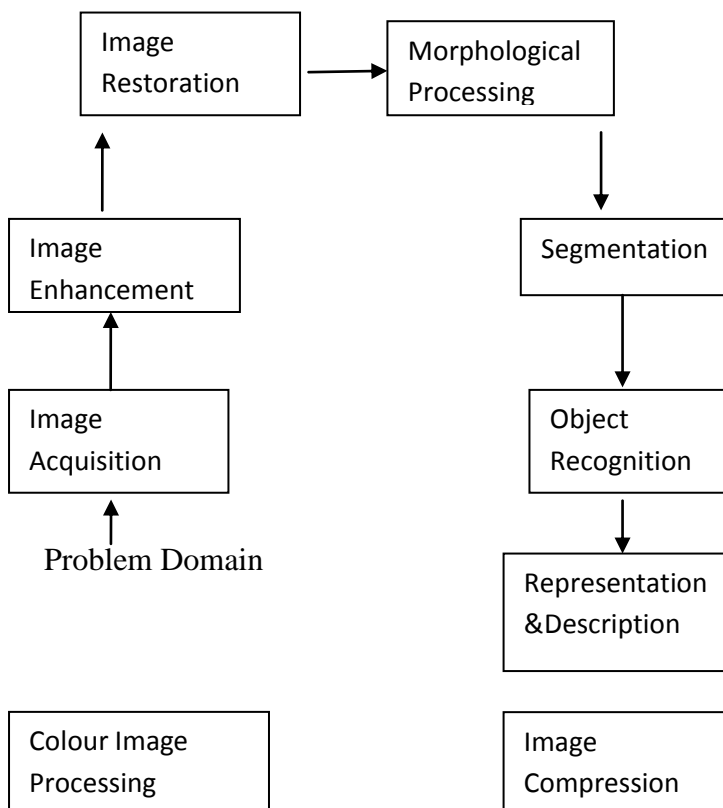 Image
Restoration
Morphological
Processing
Image
Enhancement
Segmentation
Image
Acquisition
Object
Recognition
Problem Domain
Representation
&Description
Colour Image
Processing
Image
Compression